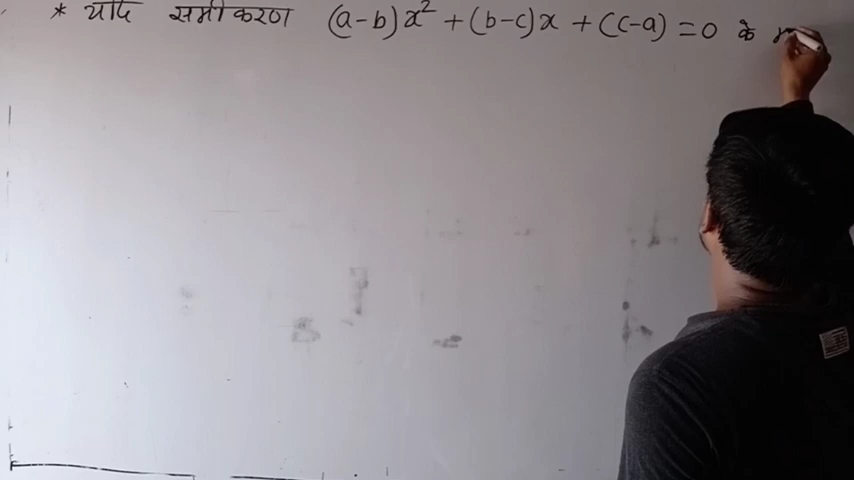 * यदि समीकरण (a-b)x² + (b-c)x + (c-a) = 0 के